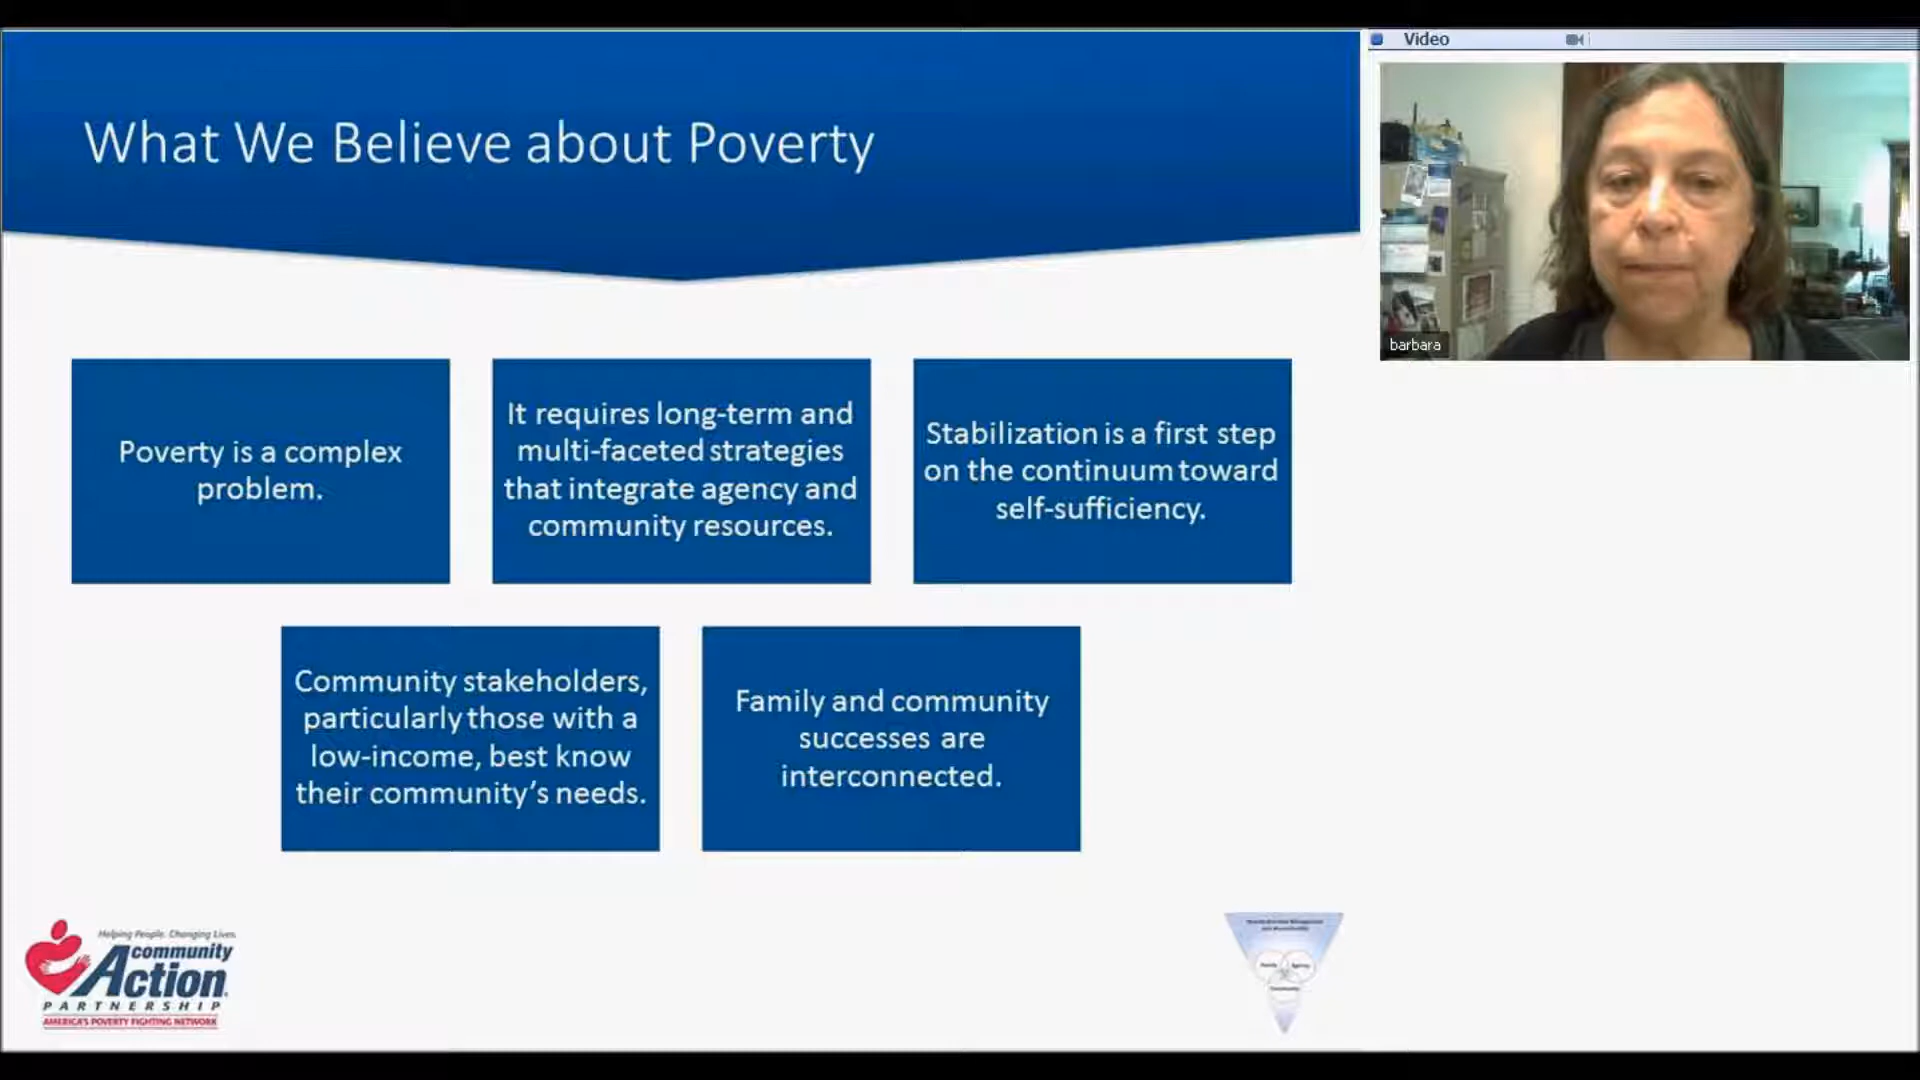 Video
What We Believe about Poverty
barbara
Poverty is a complex
problem.
It requires long-term and
multi-faceted strategies
that integrate agency and
community resources.
Stabilization is a first step
on the continuum toward
self-sufficiency.
Community stakeholders,
particularly those with a
low-income, best know
their community’s needs.
Family and community
successes are
interconnected.
Helping People. Changing Lives.
community
Action
PARTNERSHIP
AMERICA'S POVERTY FIGHTING NETWORK
Family
Agency
Community